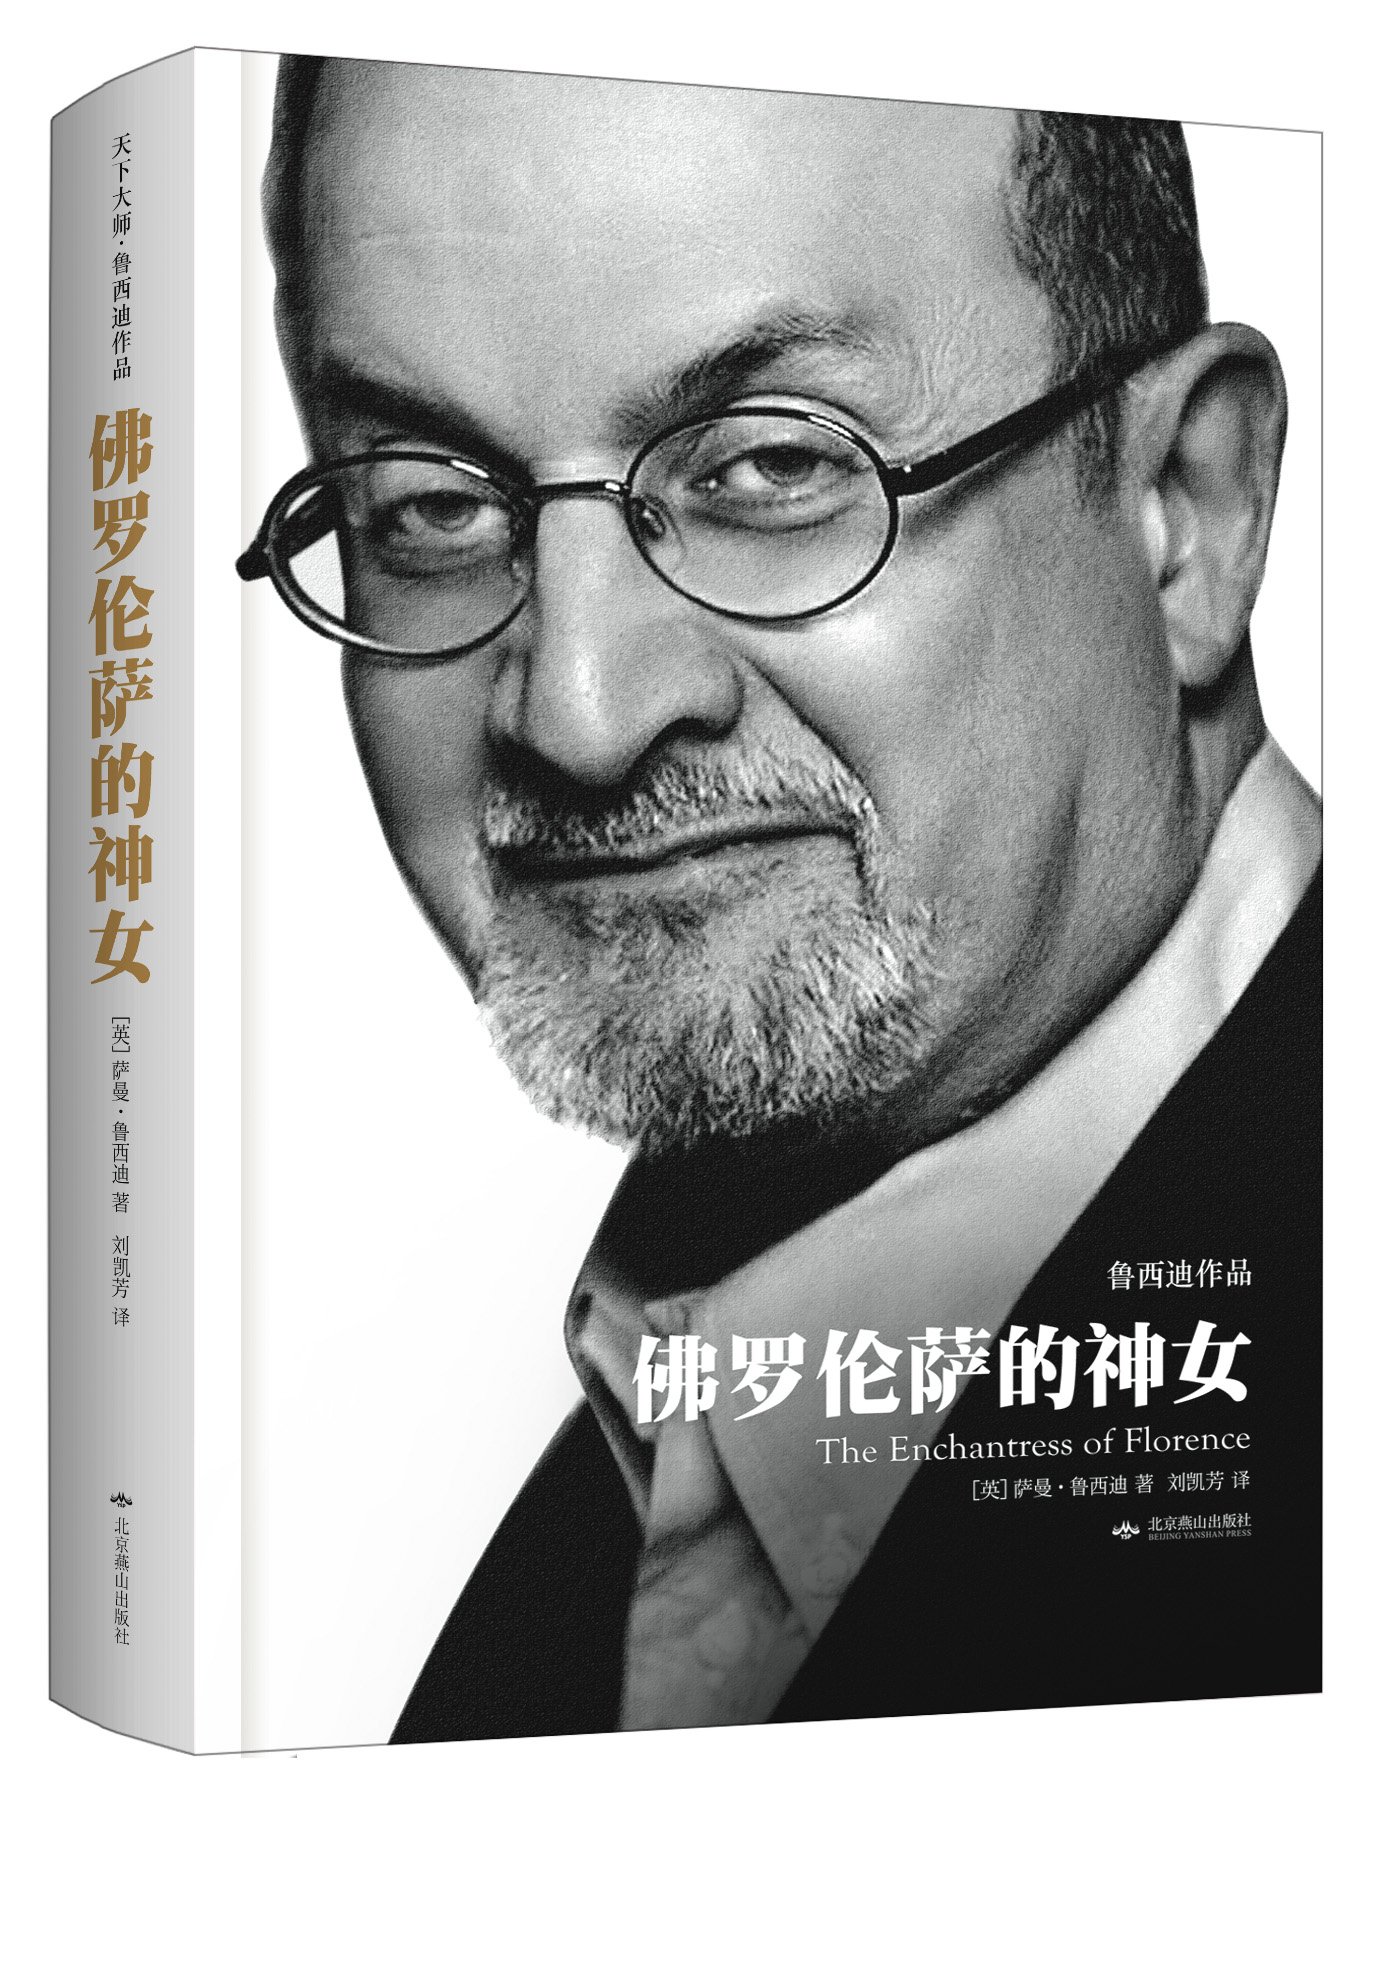 天下大师·鲁西迪作品
佛罗伦萨的神女
[英]萨曼·鲁西迪 著 刘凯芳 译
YSP
北京燕山出版社
鲁西迪作品
佛罗伦萨的神女
The Enchantress of Florence
[英]萨曼·鲁西迪 著 刘凯芳 译
YSP
北京燕山出版社
BEIJING YANSHAN PRESS